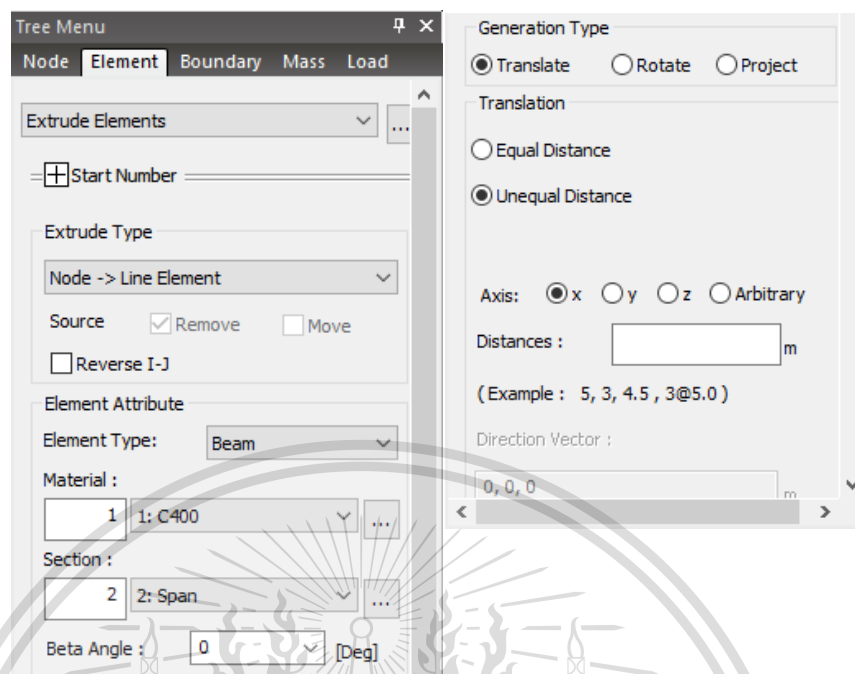 Tree Menu
Node Element Boundary Mass Load
Extrude Elements
...
Start Number
Extrude Type
Node -> Line Element
Source Remove Move
Reverse I-J
Element Attribute
Element Type: Beam
Material :
1 1: C400 ...
Section :
2 2: Span ...
Beta Angle : 0 [Deg]
Generation Type
Translate Rotate Project
Translation
Equal Distance
Unequal Distance
Axis: x y z Arbitrary
Distances : m
( Example : 5, 3, 4.5 , 3@5.0 )
Direction Vector :
0, 0, 0 m